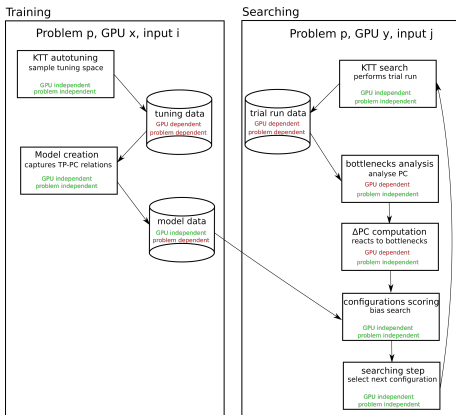 Training
Problem p, GPU x, input i
KTT autotuning
sample tuning space
GPU independent
problem independent
tuning data
GPU dependent
problem dependent
Model creation
captures TP-PC relations
GPU independent
problem independent
model data
GPU independent
problem dependent
Searching
Problem p, GPU y, input j
KTT search
performs trial run
GPU independent
problem independent
trial run data
GPU dependent
problem dependent
bottlenecks analysis
analyse PC
GPU dependent
problem independent
ΔPC computation
reacts to bottlenecks
GPU dependent
problem independent
configurations scoring
bias search
GPU independent
problem independent
searching step
select next configuration
GPU independent
problem independent